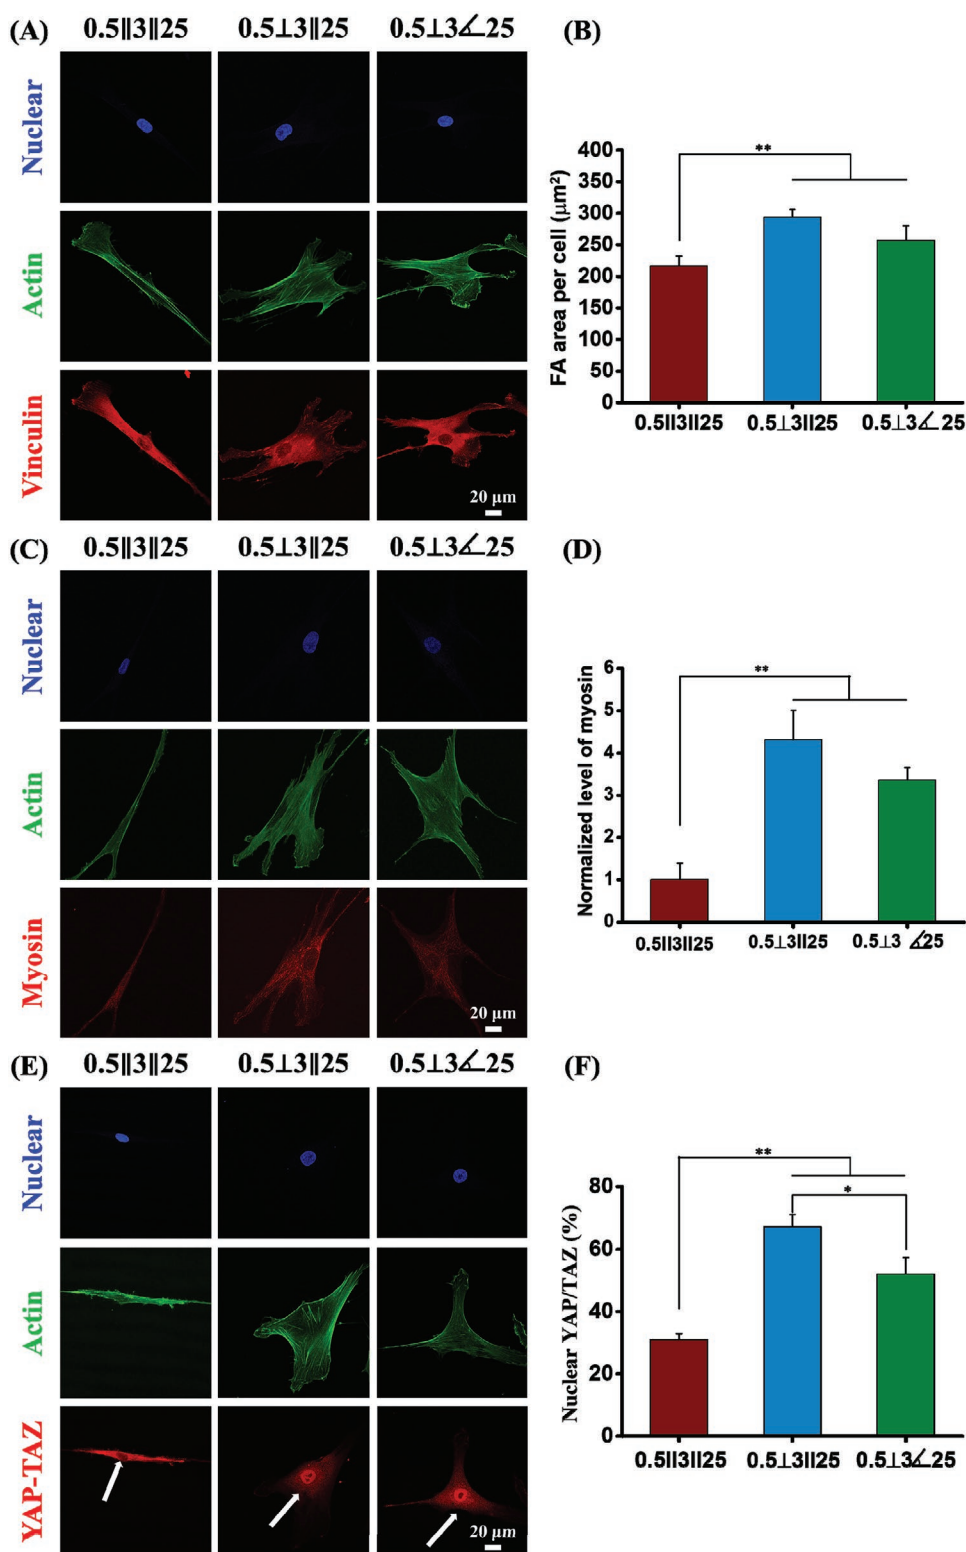 (A)
0.5∥3∥25 0.5⊥3∥25 0.5⊥3∡25
Nuclear
Actin
Vinculin
20 µm
(B)
**
FA area per cell (µm²)
400
350
300
250
200
150
100
50
0
0.5∥3∥25 0.5⊥3∥25 0.5⊥3∠25
(C)
0.5∥3∥25 0.5⊥3∥25 0.5⊥3∡25
Nuclear
Actin
Myosin
20 µm
(D)
**
Normalized level of myosin
6
5
4
3
2
1
0
0.5∥3∥25 0.5⊥3∥25 0.5⊥3 ∡25
(E)
0.5∥3∥25 0.5⊥3∥25 0.5⊥3∡25
Nuclear
Actin
YAP-TAZ
20 µm
(F)
**
*
Nuclear YAP/TAZ (%)
80
60
40
20
0
0.5∥3∥25 0.5⊥3∥25 0.5⊥3∡25